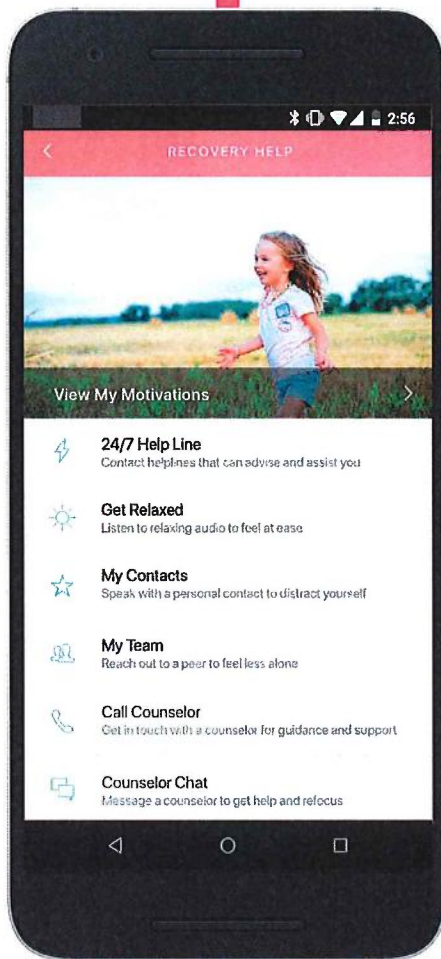 2:56
RECOVERY HELP
View My Motivations
24/7 Help Line
Contact helplines that can advise and assist you
Get Relaxed
Listen to relaxing audio to feel at ease
My Contacts
Speak with a personal contact to distract yourself
My Team
Reach out to a peer to feel less alone
Call Counselor
Get in touch with a counselor for guidance and support
Counselor Chat
Message a counselor to get help and refocus